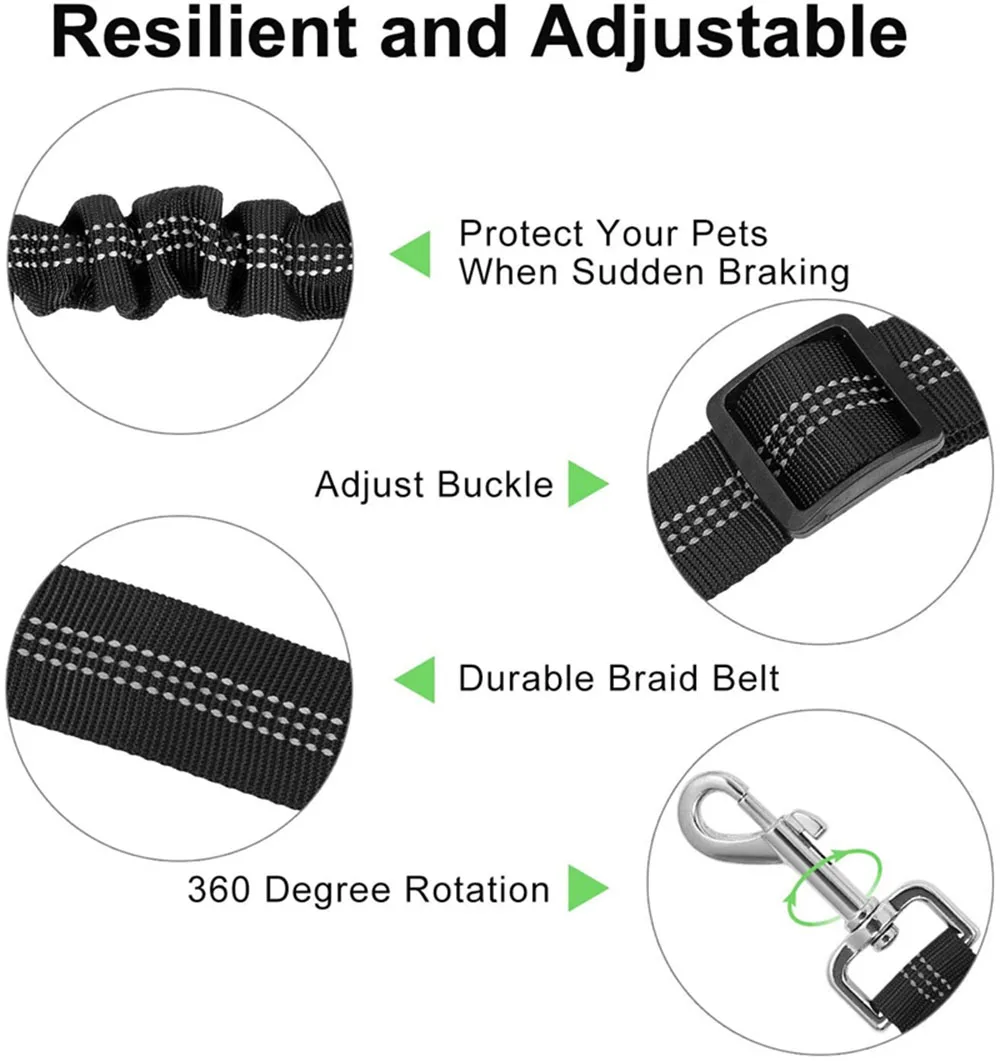 Resilient and Adjustable
Protect Your Pets
When Sudden Braking
Adjust Buckle
Durable Braid Belt
360 Degree Rotation